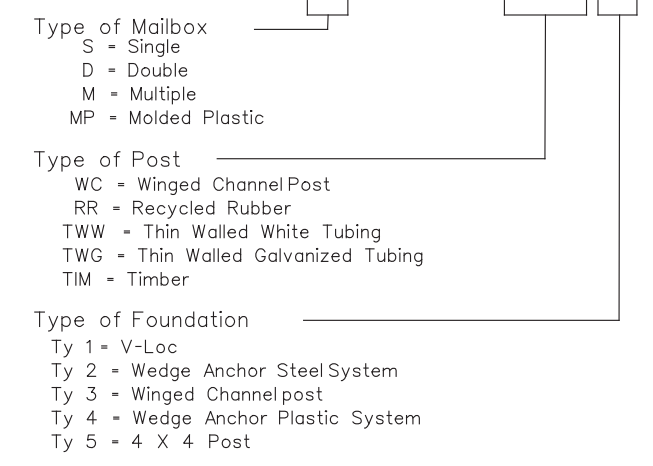 Type of Mailbox
S = Single
D = Double
M = Multiple
MP = Molded Plastic
Type of Post
WC = Winged Channel Post
RR = Recycled Rubber
TWW = Thin Walled White Tubing
TWG = Thin Walled Galvanized Tubing
TIM = Timber
Type of Foundation
Ty 1 = V-Loc
Ty 2 = Wedge Anchor Steel System
Ty 3 = Winged Channel post
Ty 4 = Wedge Anchor Plastic System
Ty 5 = 4 X 4 Post